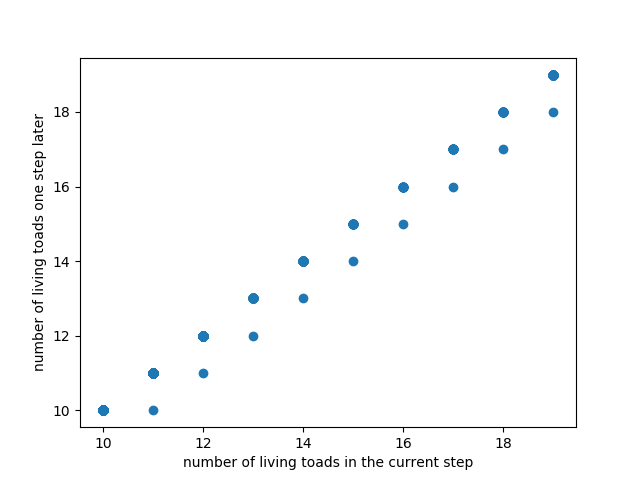 number of living toads one step later
18
16
14
12
10
10 12 14 16 18
number of living toads in the current step